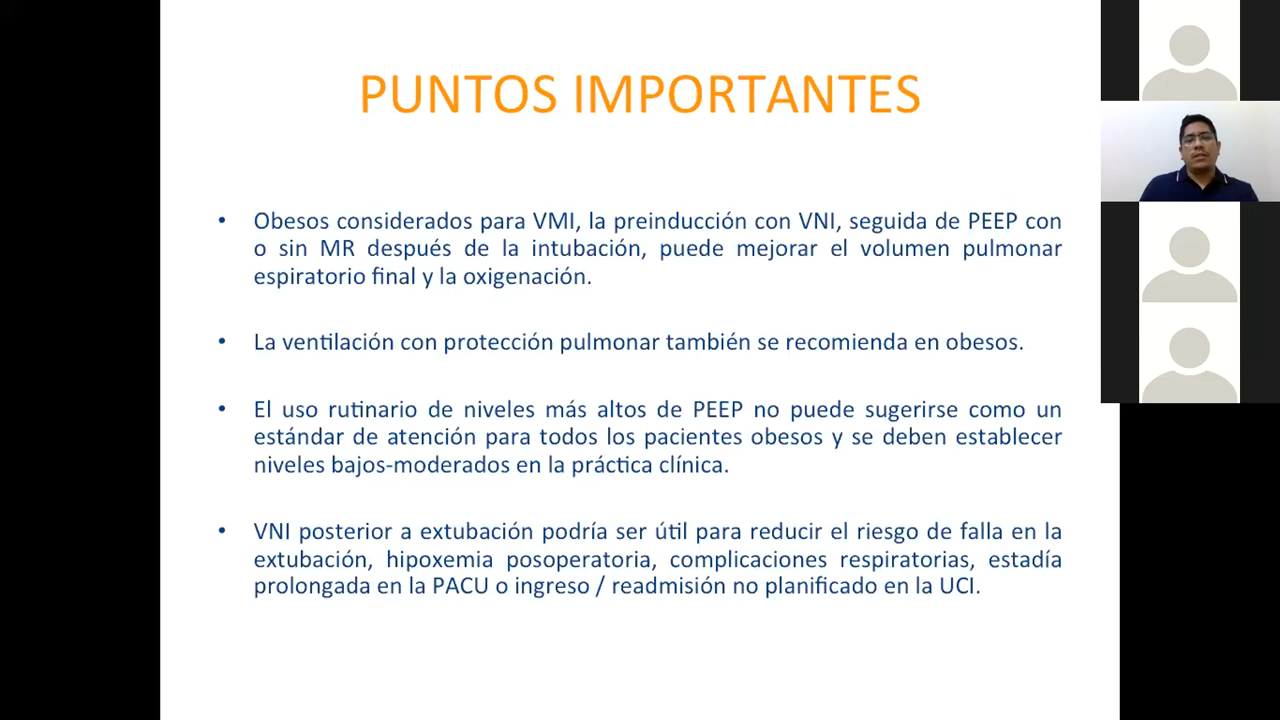 PUNTOS IMPORTANTES
• Obesos considerados para VMI, la preinducción con VNI, seguida de PEEP con
o sin MR después de la intubación, puede mejorar el volumen pulmonar
espiratorio final y la oxigenación.
• La ventilación con protección pulmonar también se recomienda en obesos.
• El uso rutinario de niveles más altos de PEEP no puede sugerirse como un
estándar de atención para todos los pacientes obesos y se deben establecer
niveles bajos-moderados en la práctica clínica.
• VNI posterior a extubación podría ser útil para reducir el riesgo de falla en la
extubación, hipoxemia posoperatoria, complicaciones respiratorias, estadía
prolongada en la PACU o ingreso / readmisión no planificado en la UCI.